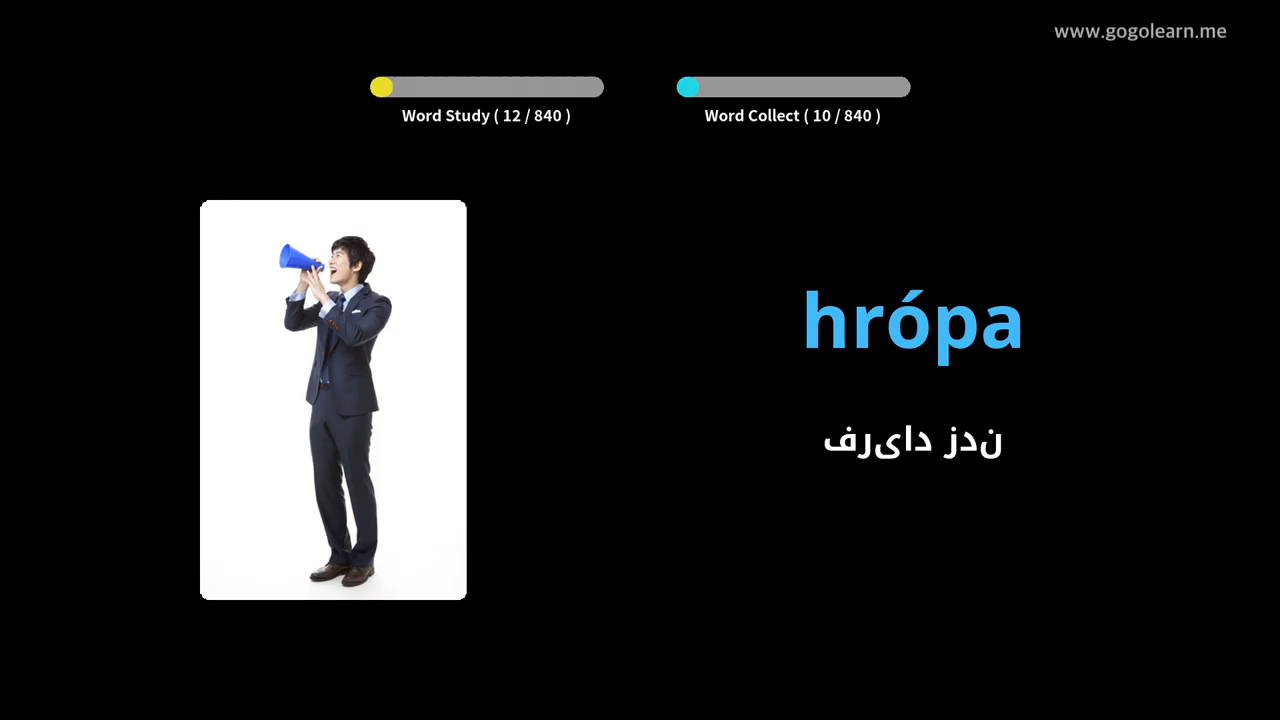 www.gogolearn.me
Word Study ( 12 / 840 )
Word Collect ( 10 / 840 )
hrópa
فریاد زدن